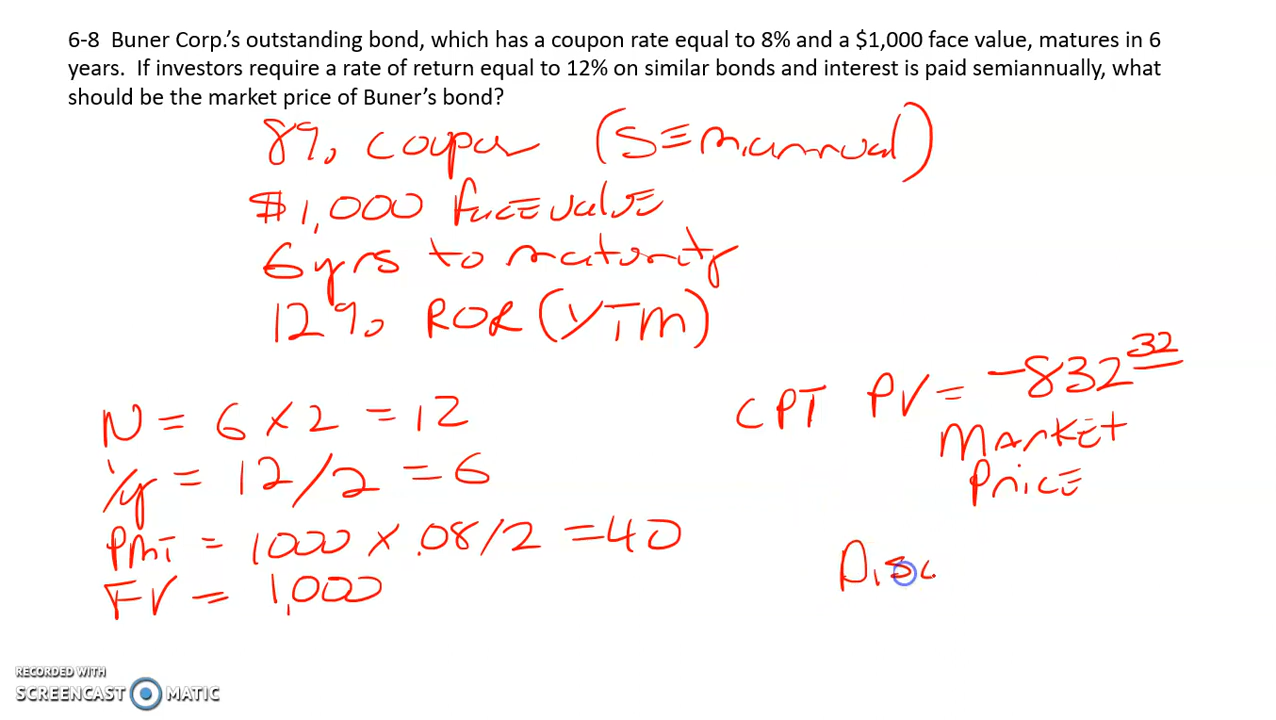 6-8 Buner Corp.’s outstanding bond, which has a coupon rate equal to 8% and a $1,000 face value, matures in 6
years. If investors require a rate of return equal to 12% on similar bonds and interest is paid semiannually, what
should be the market price of Buner’s bond?
8% coupon (SEmiannual)
$1,000 facE valuE
6 yrs to maturity
12% ROR (YTM)
N = 6 x 2 = 12
I/y = 12/2 = 6
PMT = 1000 x .08/2 = 40
FV = 1,000
CPT PV = -832 32
MARkEt
PricE
Disc
RECORDED WITH
SCREENCAST MATIC